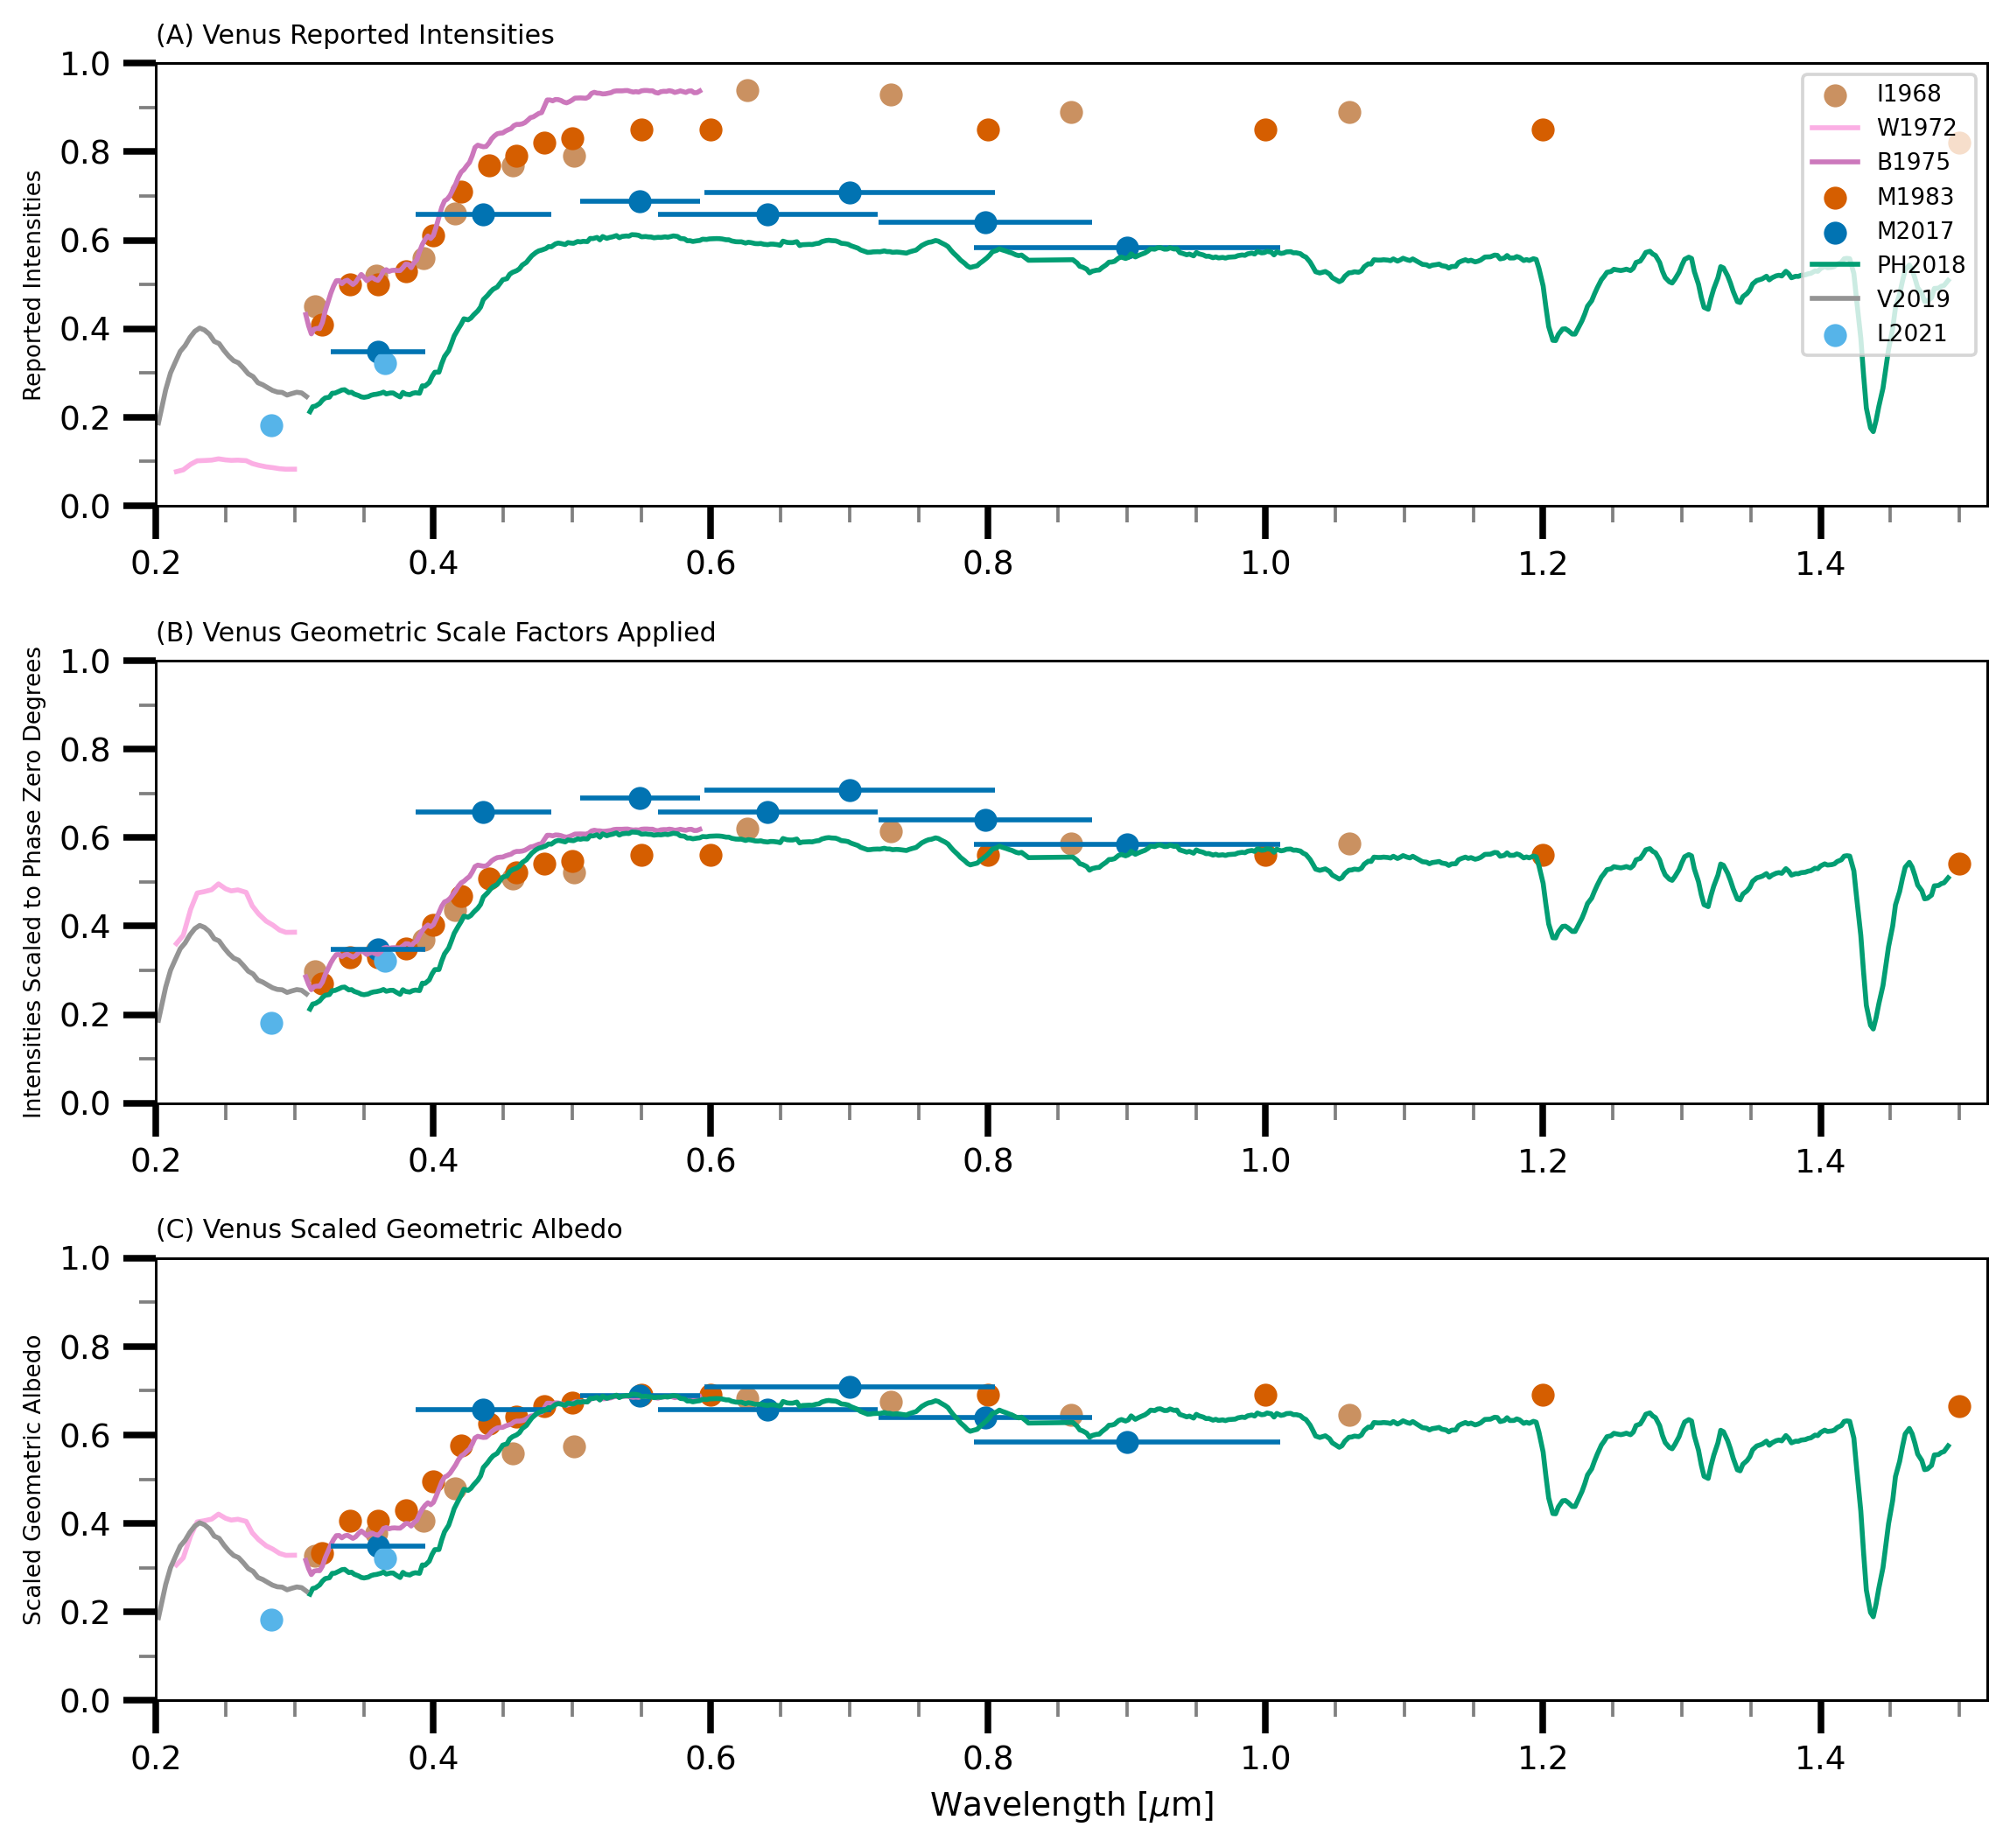 (A) Venus Reported Intensities
Reported Intensities
1.0
0.8
0.6
0.4
0.2
0.0
0.2 0.4 0.6 0.8 1.0 1.2 1.4
I1968
W1972
B1975
M1983
M2017
PH2018
V2019
L2021
(B) Venus Geometric Scale Factors Applied
Intensities Scaled to Phase Zero Degrees
1.0
0.8
0.6
0.4
0.2
0.0
0.2 0.4 0.6 0.8 1.0 1.2 1.4
(C) Venus Scaled Geometric Albedo
Scaled Geometric Albedo
1.0
0.8
0.6
0.4
0.2
0.0
0.2 0.4 0.6 0.8 1.0 1.2 1.4
Wavelength [μm]